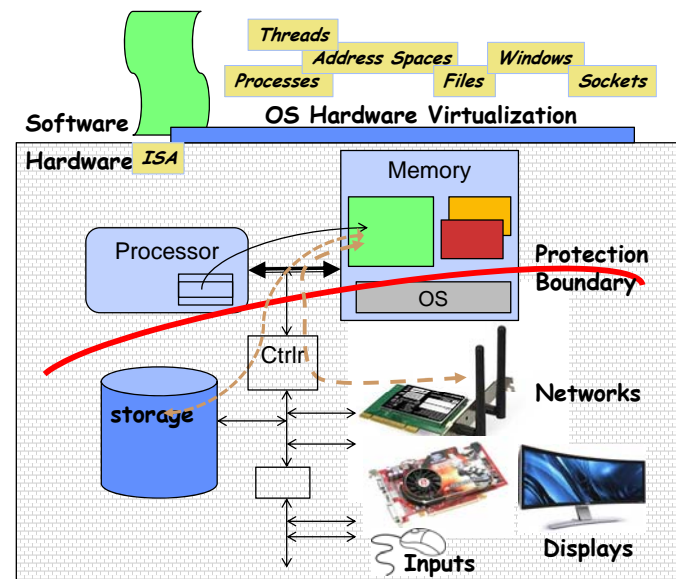 Threads
Address Spaces
Windows
Processes
Files
Sockets
Software
OS Hardware Virtualization
Hardware
ISA
Memory
Processor
Protection
Boundary
OS
Ctrlr
storage
Networks
Inputs
Displays